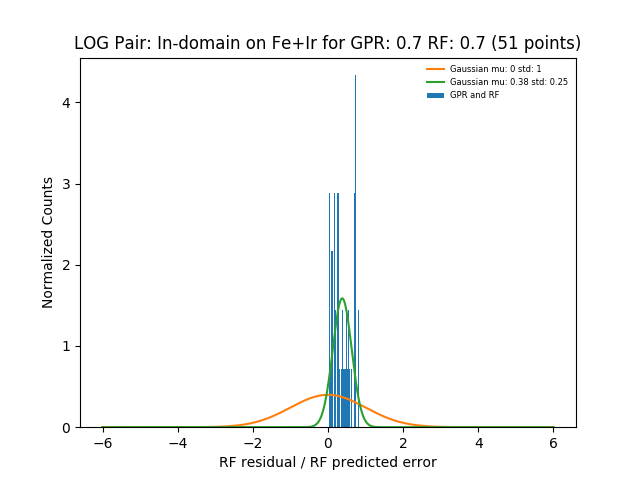 LOG Pair: In-domain on Fe+Ir for GPR: 0.7 RF: 0.7 (51 points)
Gaussian mu: 0 std: 1
Gaussian mu: 0.38 std: 0.25
GPR and RF
Normalized Counts
4
3
2
1
0
−6 −4 −2 0 2 4 6
RF residual / RF predicted error